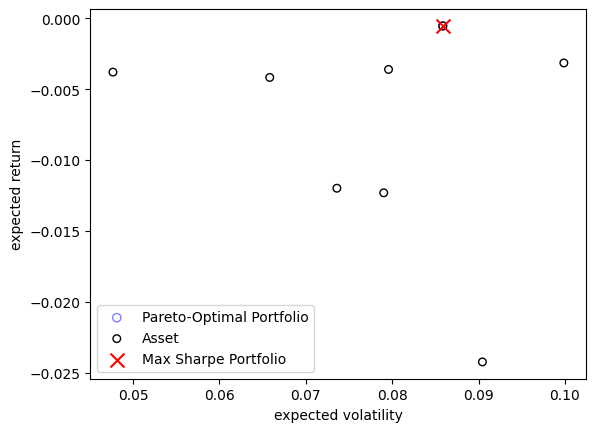 0.000
−0.005
−0.010
−0.015
−0.020
−0.025
expected return
Pareto-Optimal Portfolio
Asset
Max Sharpe Portfolio
0.05 0.06 0.07 0.08 0.09 0.10
expected volatility